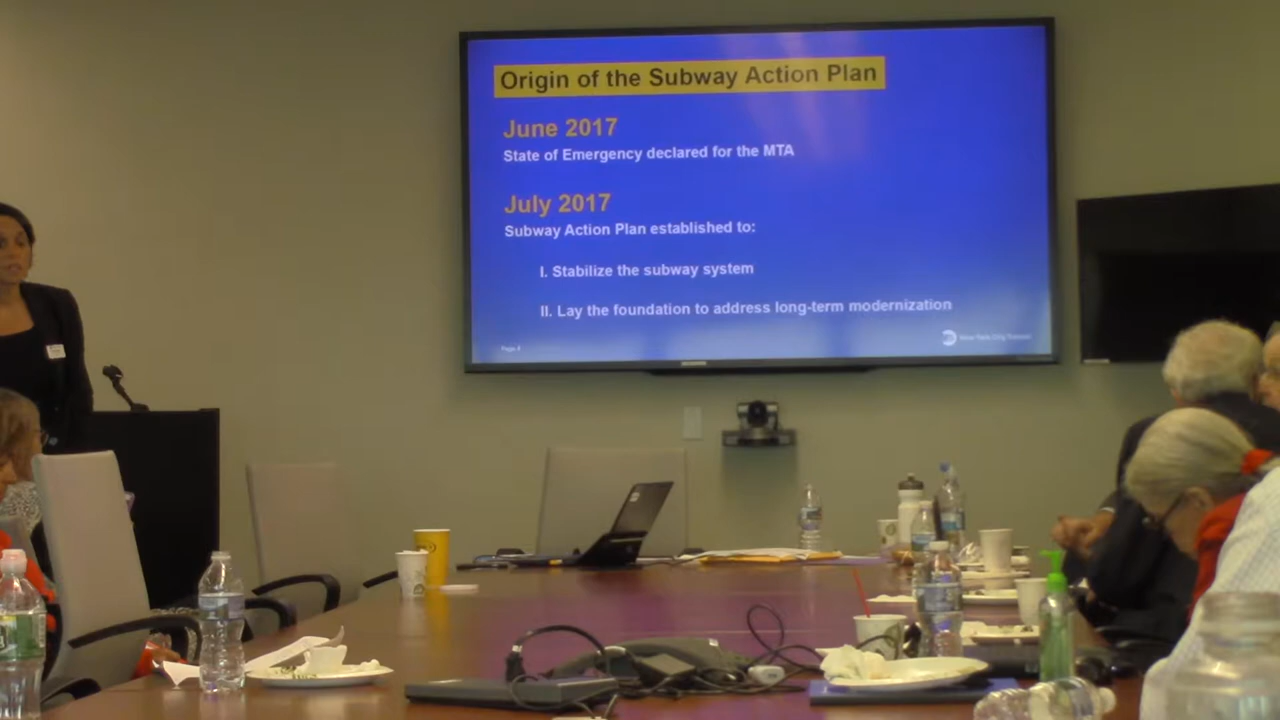 Origin of the Subway Action Plan
June 2017
State of Emergency declared for the MTA
July 2017
Subway Action Plan established to:
I. Stabilize the subway system
II. Lay the foundation to address long-term modernization